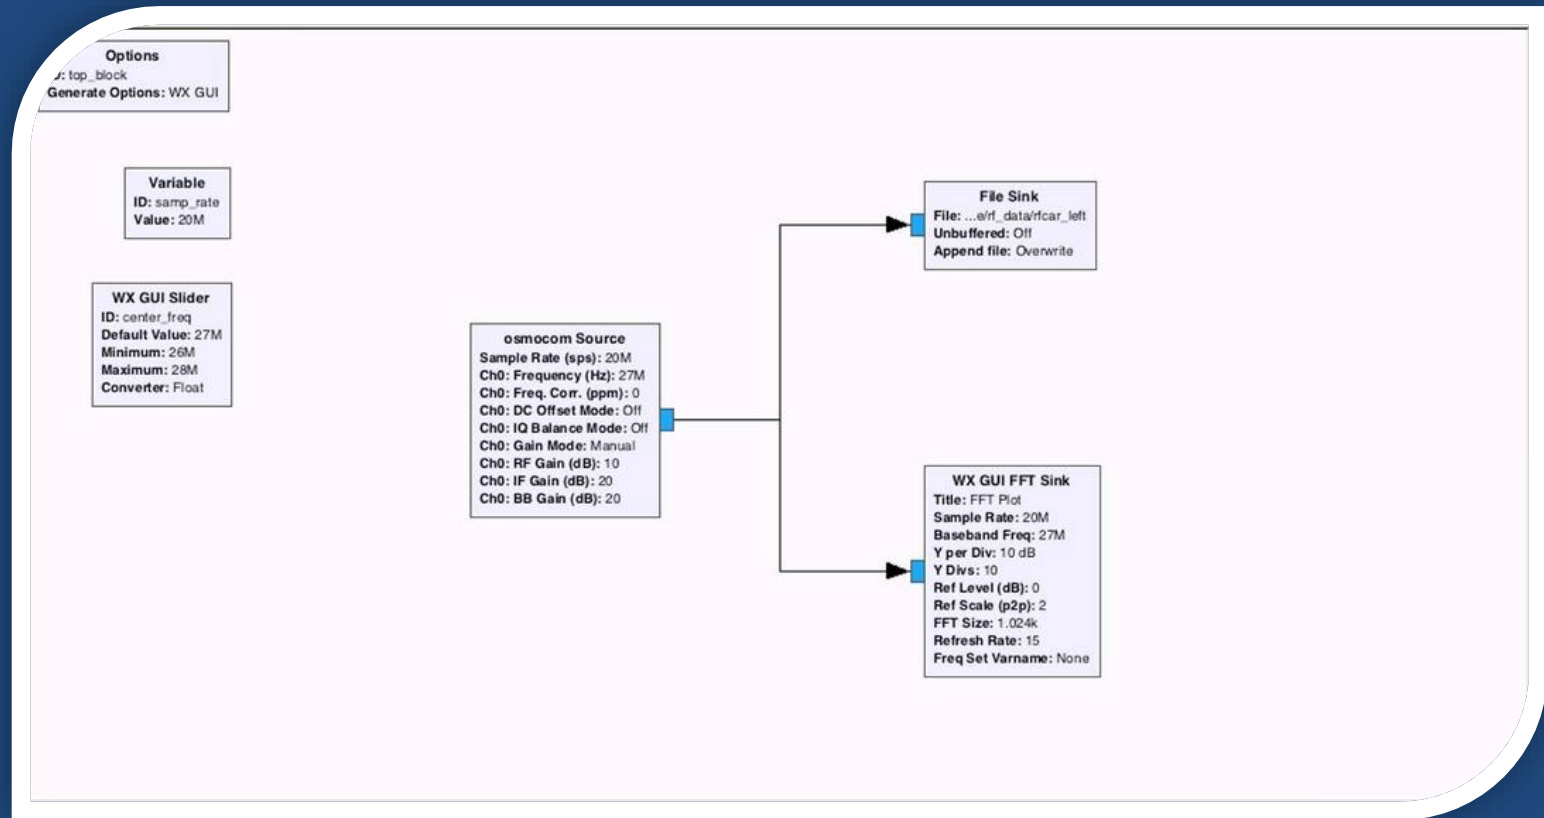 Options
D: top_block
Generate Options: WX GUI
Variable
ID: samp_rate
Value: 20M
WX GUI Slider
ID: center_freq
Default Value: 27M
Minimum: 26M
Maximum: 28M
Converter: Float
osmocom Source
Sample Rate (sps): 20M
Ch0: Frequency (Hz): 27M
Ch0: Freq. Corr. (ppm): 0
Ch0: DC Offset Mode: Off
Ch0: IQ Balance Mode: Off
Ch0: Gain Mode: Manual
Ch0: RF Gain (dB): 10
Ch0: IF Gain (dB): 20
Ch0: BB Gain (dB): 20
File Sink
File: ...e/rf_data/rfcar_left
Unbuffered: Off
Append file: Overwrite
WX GUI FFT Sink
Title: FFT Plot
Sample Rate: 20M
Baseband Freq: 27M
Y per Div: 10 dB
Y Divs: 10
Ref Level (dB): 0
Ref Scale (p2p): 2
FFT Size: 1.024k
Refresh Rate: 15
Freq Set Varname: None